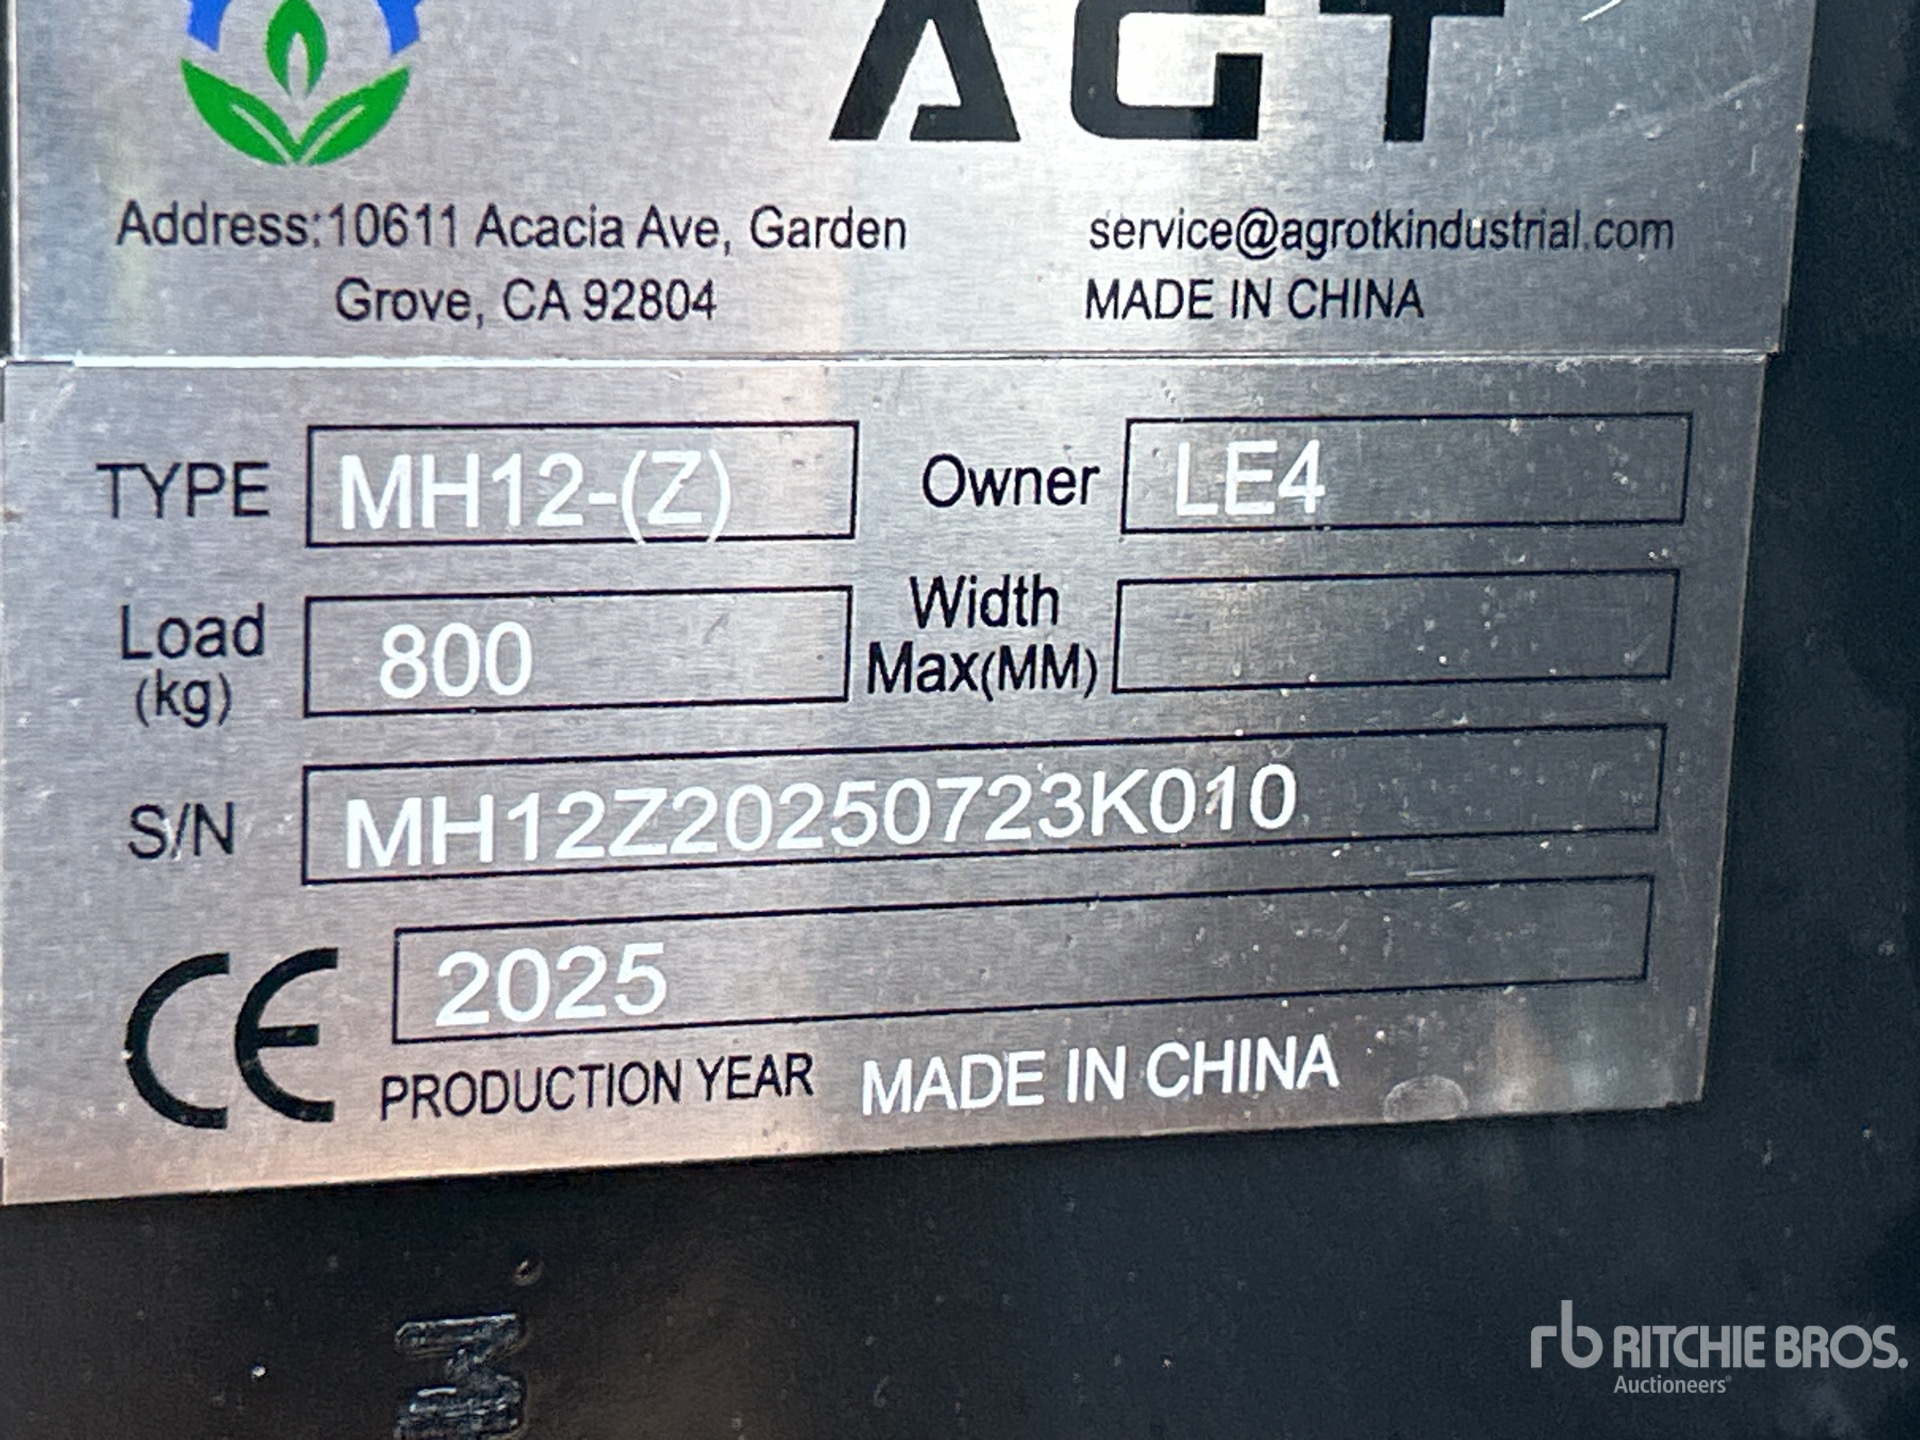 AGT
Address:10611 Acacia Ave, Garden
Grove, CA 92804
service@agrotkindustrial.com
MADE IN CHINA
TYPE MH12-(Z) Owner LE4
Load (kg) 800 Width Max(MM)
S/N MH12Z20250723K010
CE 2025
PRODUCTION YEAR MADE IN CHINA
rb RITCHIE BROS.
Auctioneers